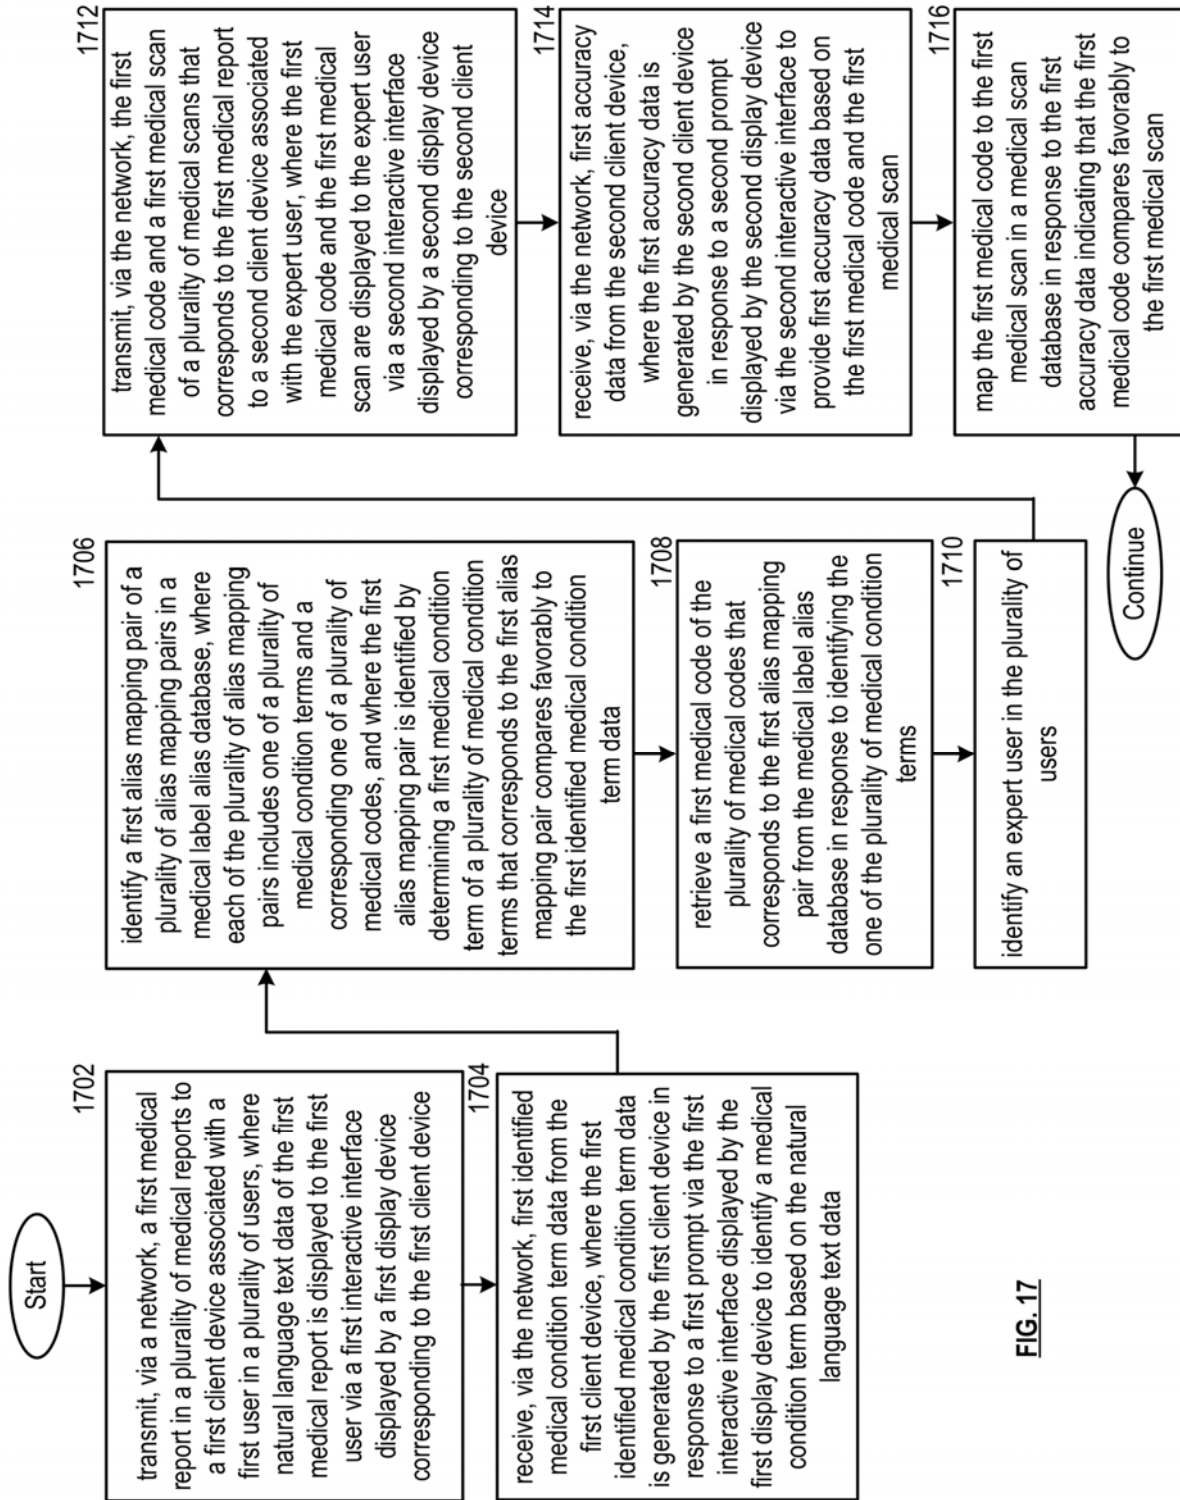 Start
1702
transmit, via a network, a first medical
report in a plurality of medical reports to
a first client device associated with a
first user in a plurality of users, where
natural language text data of the first
medical report is displayed to the first
user via a first interactive interface
displayed by a first display device
corresponding to the first client device
1704
receive, via the network, first identified
medical condition term data from the
first client device, where the first
identified medical condition term data
is generated by the first client device in
response to a first prompt via the first
interactive interface displayed by the
first display device to identify a medical
condition term based on the natural
language text data
1706
identify a first alias mapping pair of a
plurality of alias mapping pairs in a
medical label alias database, where
each of the plurality of alias mapping
pairs includes one of a plurality of
medical condition terms and a
corresponding one of a plurality of
medical codes, and where the first
alias mapping pair is identified by
determining a first medical condition
term of a plurality of medical condition
terms that corresponds to the first alias
mapping pair compares favorably to
the first identified medical condition
term data
1708
retrieve a first medical code of the
plurality of medical codes that
corresponds to the first alias mapping
pair from the medical label alias
database in response to identifying the
one of the plurality of medical condition
terms
1710
identify an expert user in the plurality of
users
1712
transmit, via the network, the first
medical code and a first medical scan
of a plurality of medical scans that
corresponds to the first medical report
to a second client device associated
with the expert user, where the first
medical code and the first medical
scan are displayed to the expert user
via a second interactive interface
displayed by a second display device
corresponding to the second client
device
1714
receive, via the network, first accuracy
data from the second client device,
where the first accuracy data is
generated by the second client device
in response to a second prompt
displayed by the second display device
via the second interactive interface to
provide first accuracy data based on
the first medical code and the first
medical scan
1716
map the first medical code to the first
medical scan in a medical scan
database in response to the first
accuracy data indicating that the first
medical code compares favorably to
the first medical scan
Continue
FIG. 17